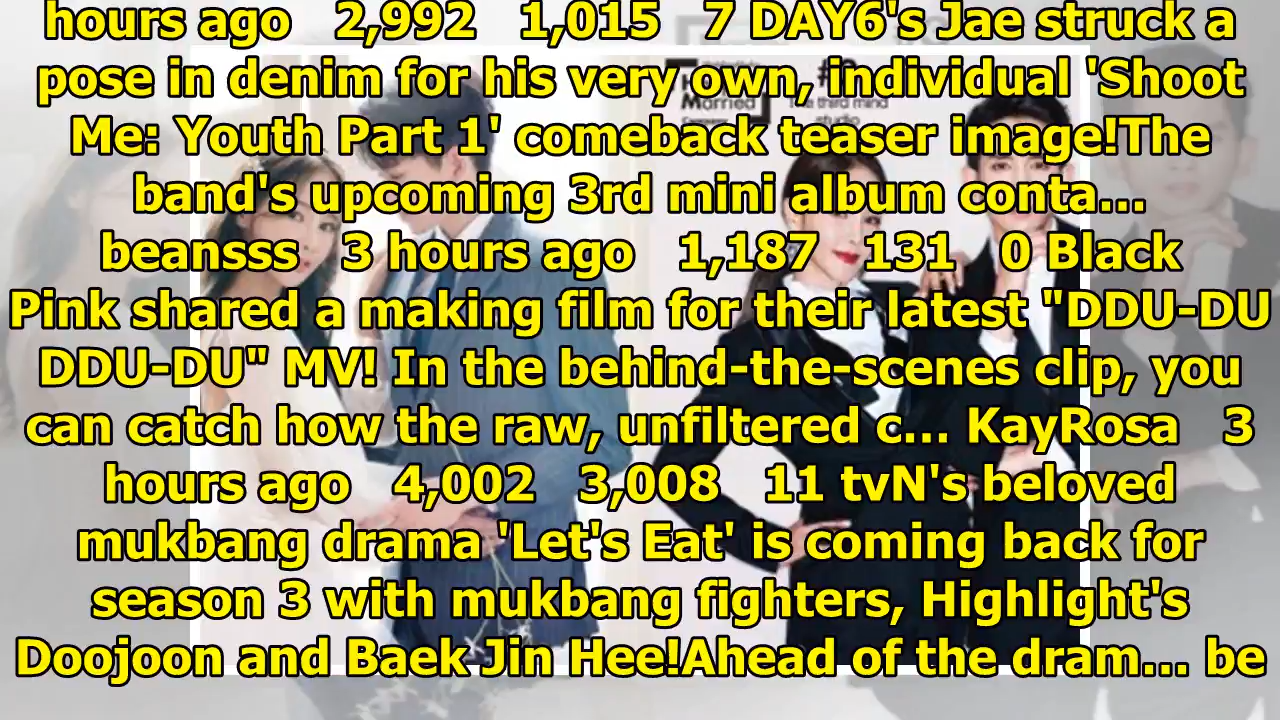 hours ago 2,992 1,015 7 DAY6's Jae struck a
pose in denim for his very own, individual 'Shoot
Me: Youth Part 1' comeback teaser image!The
band's upcoming 3rd mini album conta...
beansss 3 hours ago 1,187 131 0 Black
Pink shared a making film for their latest "DDU-DU
DDU-DU" MV! In the behind-the-scenes clip, you
can catch how the raw, unfiltered c... KayRosa 3
hours ago 4,002 3,008 11 tvN's beloved
mukbang drama 'Let's Eat' is coming back for
season 3 with mukbang fighters, Highlight's
Doojoon and Baek Jin Hee!Ahead of the dram... be
Married
The third mind
studio